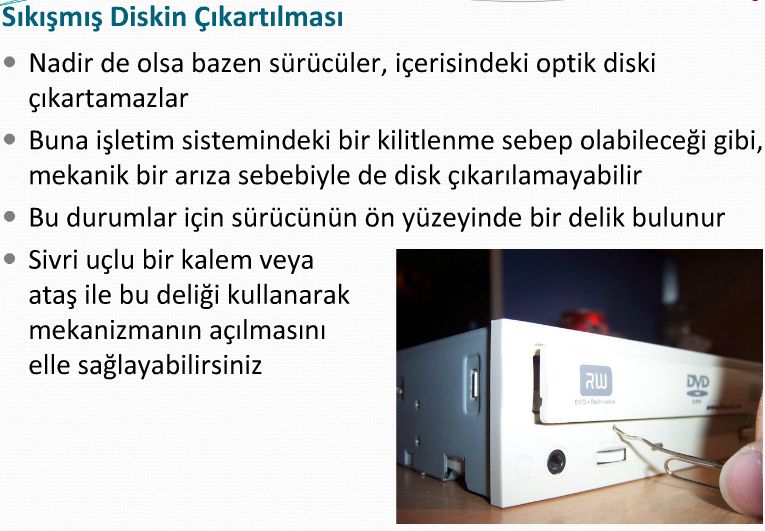 Sıkışmış Diskin Çıkartılması
Nadir de olsa bazen sürücüler, içerisindeki optik diski
çıkartamazlar
Buna işletim sistemindeki bir kilitlenme sebep olabileceği gibi,
mekanik bir arıza sebebiyle de disk çıkarılamayabilir
Bu durumlar için sürücünün ön yüzeyinde bir delik bulunur
Sivri uçlu bir kalem veya
ataş ile bu deliği kullanarak
mekanizmanın açılmasını
elle sağlayabilirsiniz
RW
DVD+ReWritable
DVD